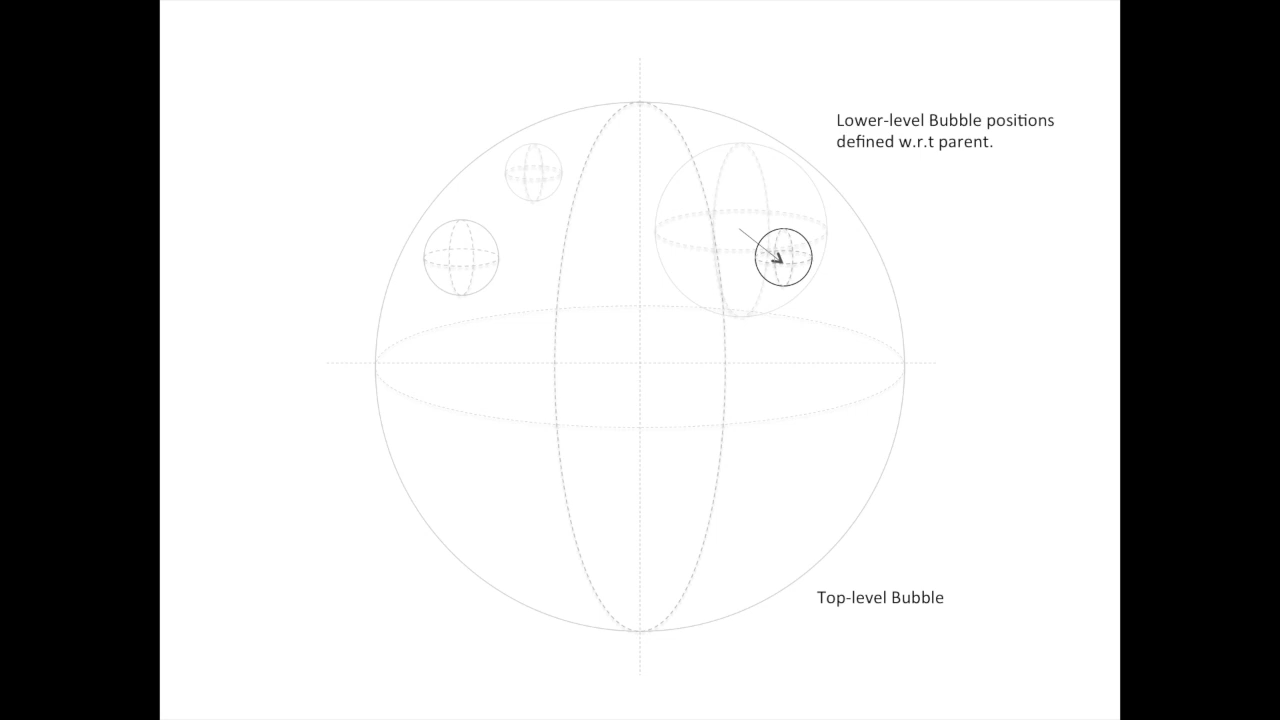 Lower-level Bubble positions
defined w.r.t parent.
Top-level Bubble